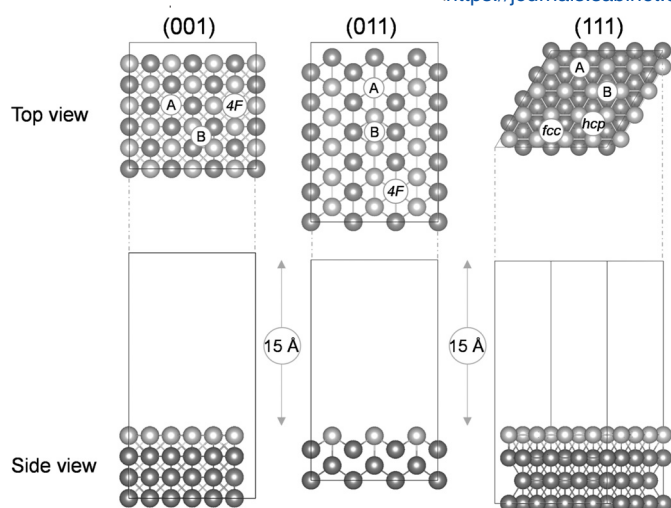 (001) (011) (111)
Top view
A 4F B
A B 4F
A B fcc hcp
15 Å 15 Å
Side view